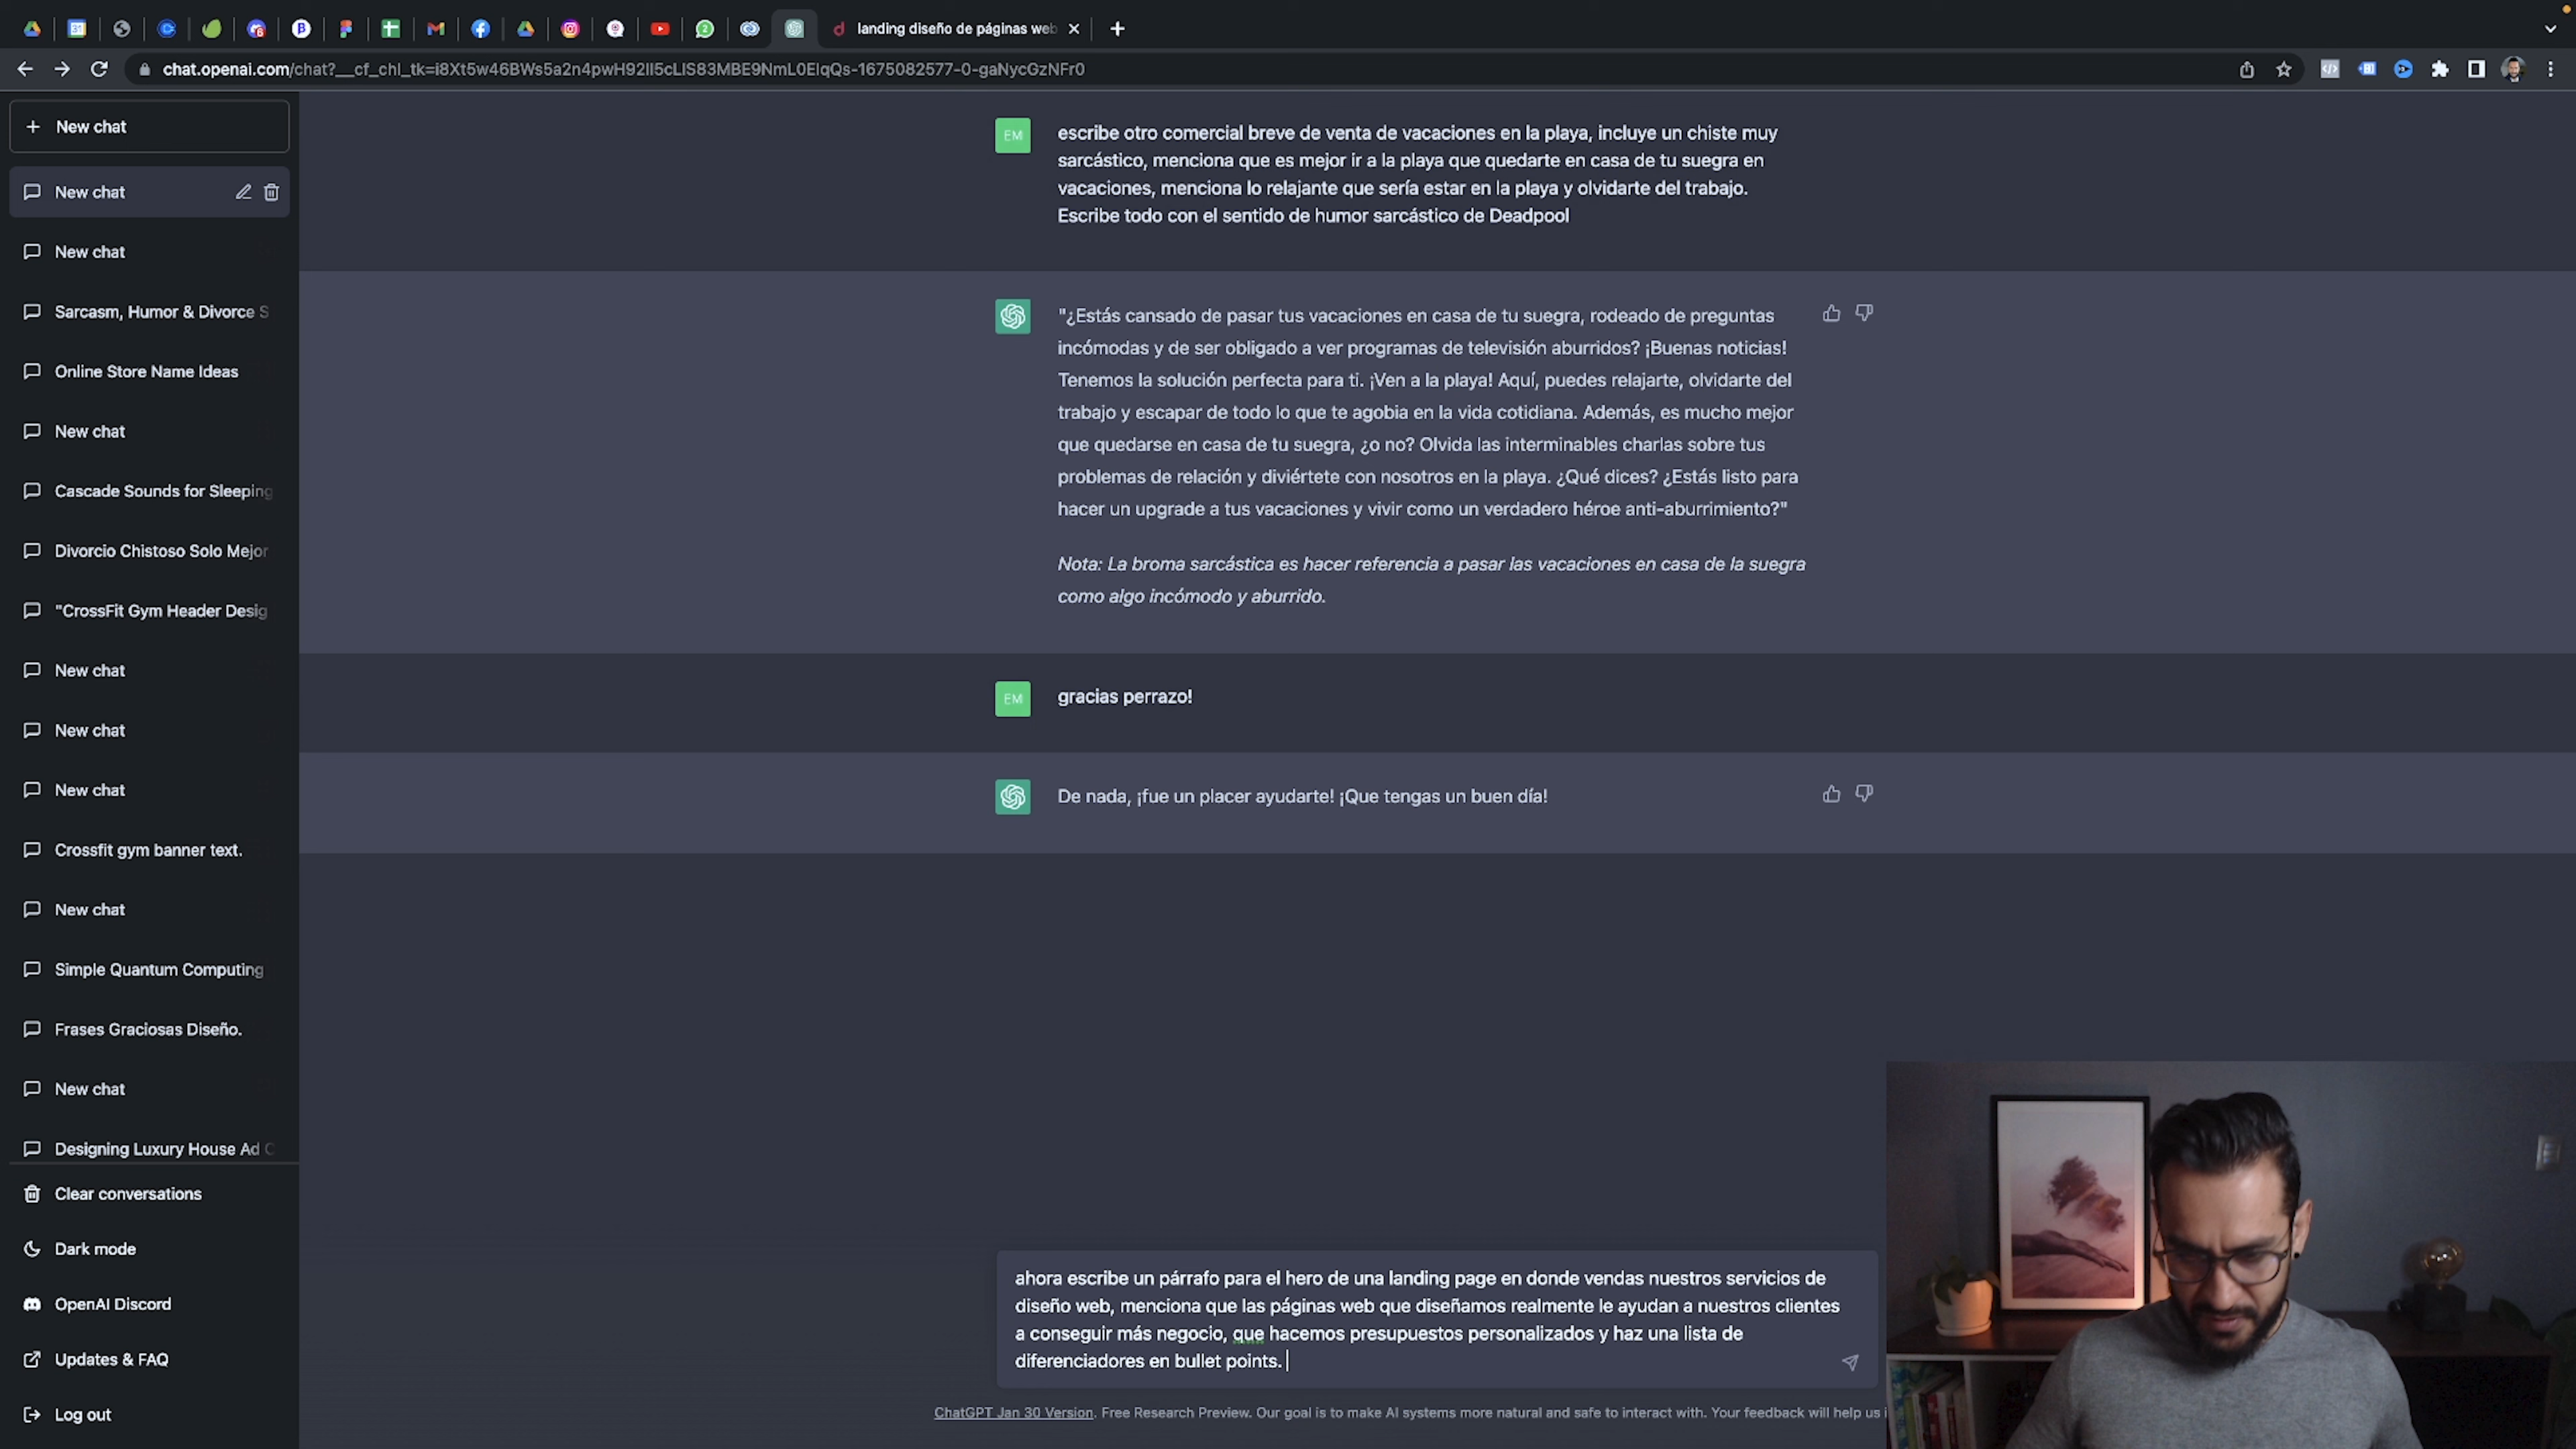 landing diseño de páginas web
chat.openai.com/chat?__cf_chl_tk=i8Xt5w46BWs5a2n4pwH92II5cLIS83MBE9NmL0ElqQs-1675082577-0-gaNycGzNFr0
New chat
New chat
New chat
Sarcasm, Humor & Divorce S
Online Store Name Ideas
New chat
Cascade Sounds for Sleeping
Divorcio Chistoso Solo Mejor
"CrossFit Gym Header Desig
New chat
New chat
New chat
Crossfit gym banner text.
New chat
Simple Quantum Computing
Frases Graciosas Diseño.
New chat
Designing Luxury House Ad C
Clear conversations
Dark mode
OpenAI Discord
Updates & FAQ
Log out
EM
escribe otro comercial breve de venta de vacaciones en la playa, incluye un chiste muy
sarcástico, menciona que es mejor ir a la playa que quedarte en casa de tu suegra en
vacaciones, menciona lo relajante que sería estar en la playa y olvidarte del trabajo.
Escribe todo con el sentido de humor sarcástico de Deadpool
"¿Estás cansado de pasar tus vacaciones en casa de tu suegra, rodeado de preguntas
incómodas y de ser obligado a ver programas de televisión aburridos? ¡Buenas noticias!
Tenemos la solución perfecta para ti. ¡Ven a la playa! Aquí, puedes relajarte, olvidarte del
trabajo y escapar de todo lo que te agobia en la vida cotidiana. Además, es mucho mejor
que quedarse en casa de tu suegra, ¿o no? Olvida las interminables charlas sobre tus
problemas de relación y diviértete con nosotros en la playa. ¿Qué dices? ¿Estás listo para
hacer un upgrade a tus vacaciones y vivir como un verdadero héroe anti-aburrimiento?"
Nota: La broma sarcástica es hacer referencia a pasar las vacaciones en casa de la suegra
como algo incómodo y aburrido.
EM
gracias perrazo!
De nada, ¡fue un placer ayudarte! ¡Que tengas un buen día!
ahora escribe un párrafo para el hero de una landing page en donde vendas nuestros servicios de
diseño web, menciona que las páginas web que diseñamos realmente le ayudan a nuestros clientes
a conseguir más negocio, que hacemos presupuestos personalizados y haz una lista de
diferenciadores en bullet points.
ChatGPT Jan 30 Version. Free Research Preview. Our goal is to make AI systems more natural and safe to interact with. Your feedback will help us i